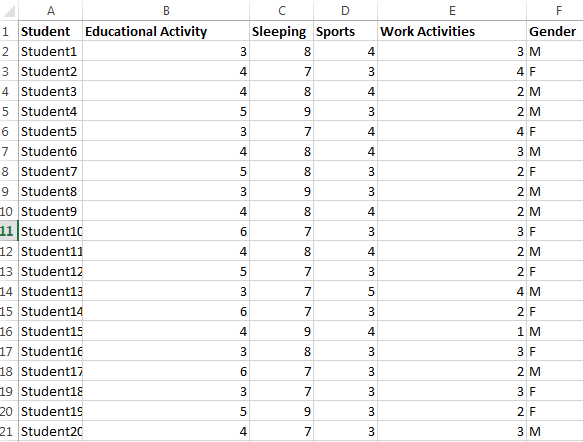 A B C D E F
1 Student Educational Activity Sleeping Sports Work Activities Gender
2 Student1 3 8 4 3 M
3 Student2 4 7 3 4 F
4 Student3 4 8 4 2 M
5 Student4 5 9 3 2 M
6 Student5 3 7 4 4 F
7 Student6 4 8 4 3 M
8 Student7 5 8 3 2 F
9 Student8 3 9 3 2 M
10 Student9 4 8 4 2 M
11 Student10 6 7 3 3 F
12 Student11 4 8 4 2 M
13 Student12 5 7 3 2 F
14 Student13 3 7 5 4 M
15 Student14 6 7 3 2 F
16 Student15 4 9 4 1 M
17 Student16 3 8 3 3 F
18 Student17 6 7 3 2 M
19 Student18 3 7 3 3 F
20 Student19 5 9 3 2 F
21 Student20 4 7 3 3 M